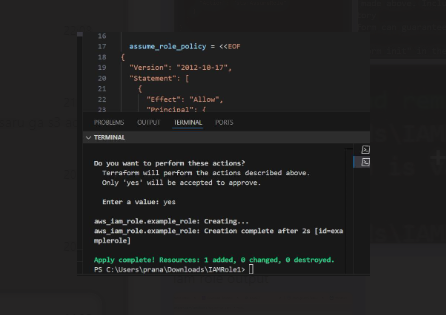 16
17 assume_role_policy = <<EOF
18 {
19 "Version": "2012-10-17",
20 "Statement": [
21 {
22 "Effect": "Allow",
23 "Principal": {
PROBLEMS OUTPUT TERMINAL PORTS
TERMINAL
Do you want to perform these actions?
Terraform will perform the actions described above.
Only 'yes' will be accepted to approve.
Enter a value: yes
aws_iam_role.example_role: Creating...
aws_iam_role.example_role: Creation complete after 2s [id=exa
mplerole]
Apply complete! Resources: 1 added, 0 changed, 0 destroyed.
PS C:\Users\prana\Downloads\IAMRole1>